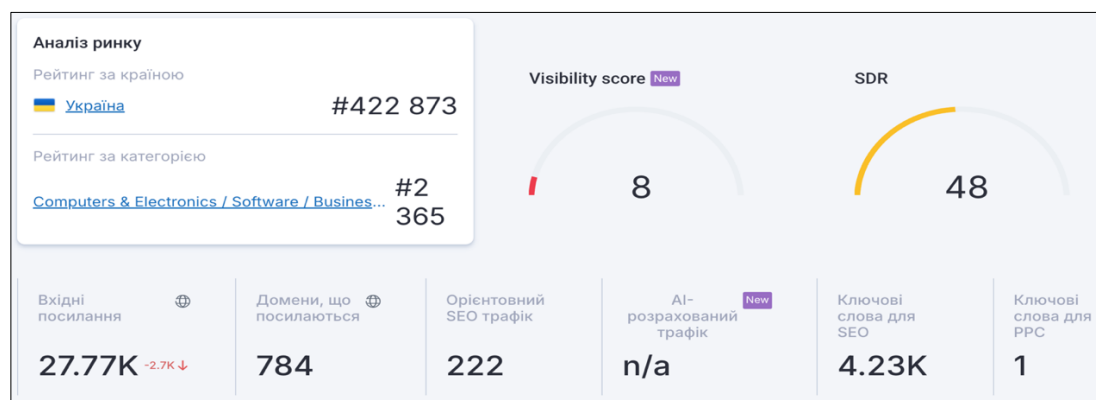 Аналіз ринку
Рейтинг за країною
Україна
#422 873
Рейтинг за категорією
Computers & Electronics / Software / Busines...
#2
365
Visibility score New
8
SDR
48
Вхідні
посилання
27.77K -2.7K↓
Домени, що
посилаються
784
Орієнтовний
SEO трафік
222
AI-
розрахований
трафік
New
n/a
Ключові
слова для
SEO
4.23K
Ключові
слова для
PPC
1